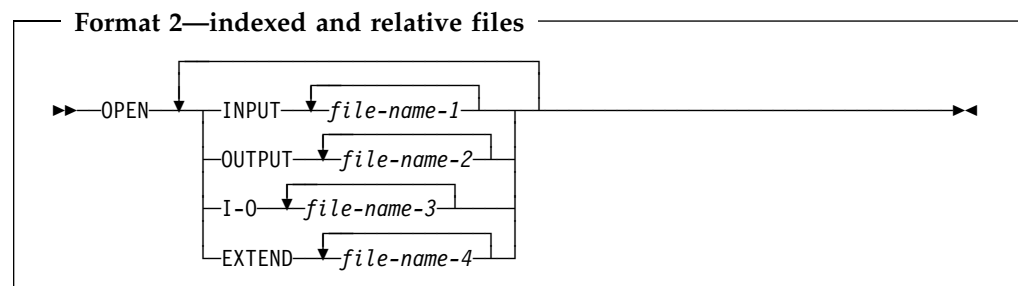 Format 2—indexed and relative files
OPEN INPUT file-name-1
OUTPUT file-name-2
I-O file-name-3
EXTEND file-name-4